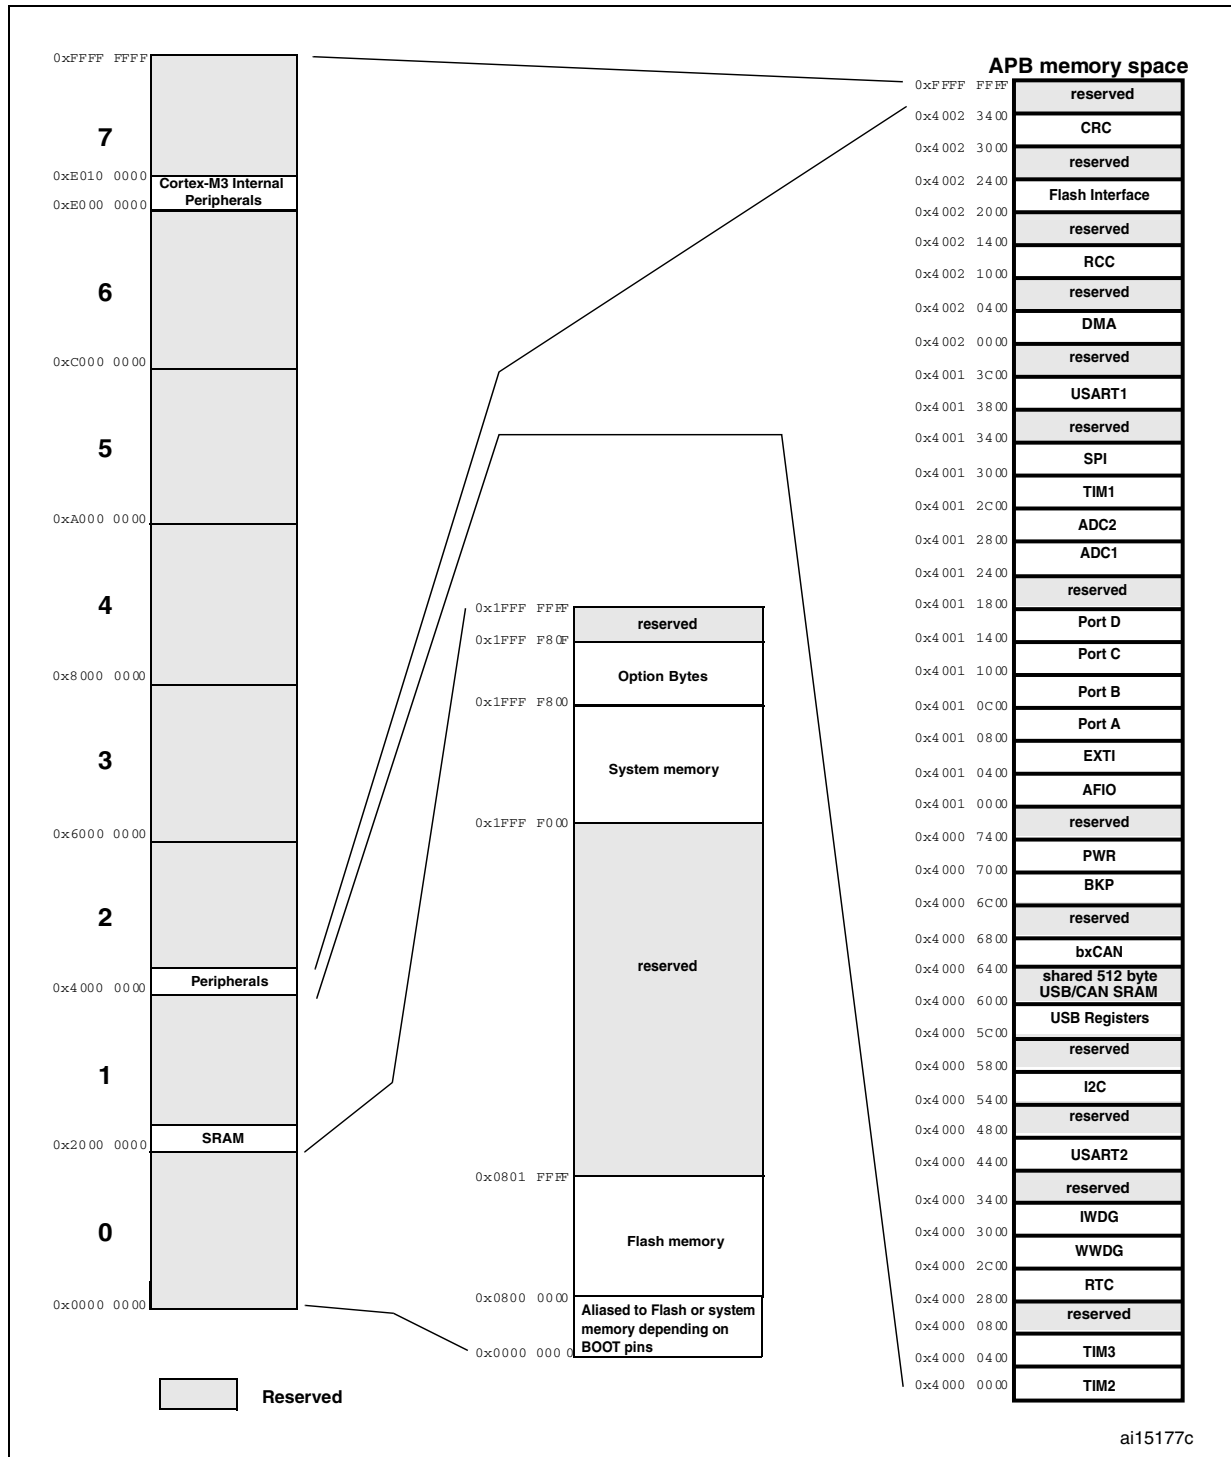 0xFFFF FFFF
7
0xE010 0000
Cortex-M3 Internal
Peripherals
0xE000 0000
6
0xC000 0000
5
0xA000 0000
4
0x8000 0000
3
0x6000 0000
2
Peripherals
0x4000 0000
1
SRAM
0x2000 0000
0
0x0000 0000
Reserved
0x1FFF FFFF
reserved
0x1FFF F80F
Option Bytes
0x1FFF F800
System memory
0x1FFF F000
reserved
0x0801 FFFF
Flash memory
0x0800 0000
Aliased to Flash or system
memory depending on
BOOT pins
0x0000 0000
APB memory space
0xFFFF FFFF
reserved
0x4002 3400
CRC
0x4002 3000
reserved
0x4002 2400
Flash Interface
0x4002 2000
reserved
0x4002 1400
RCC
0x4002 1000
reserved
0x4002 0400
DMA
0x4002 0000
reserved
0x4001 3C00
USART1
0x4001 3800
reserved
0x4001 3400
SPI
0x4001 3000
TIM1
0x4001 2C00
ADC2
0x4001 2800
ADC1
0x4001 2400
reserved
0x4001 1800
Port D
0x4001 1400
Port C
0x4001 1000
Port B
0x4001 0C00
Port A
0x4001 0800
EXTI
0x4001 0400
AFIO
0x4001 0000
reserved
0x4000 7400
PWR
0x4000 7000
BKP
0x4000 6C00
reserved
0x4000 6800
bxCAN
0x4000 6400
shared 512 byte
USB/CAN SRAM
0x4000 6000
USB Registers
0x4000 5C00
reserved
0x4000 5800
I2C
0x4000 5400
reserved
0x4000 4800
USART2
0x4000 4400
reserved
0x4000 3400
IWDG
0x4000 3000
WWDG
0x4000 2C00
RTC
0x4000 2800
reserved
0x4000 0800
TIM3
0x4000 0400
TIM2
0x4000 0000
ai15177c